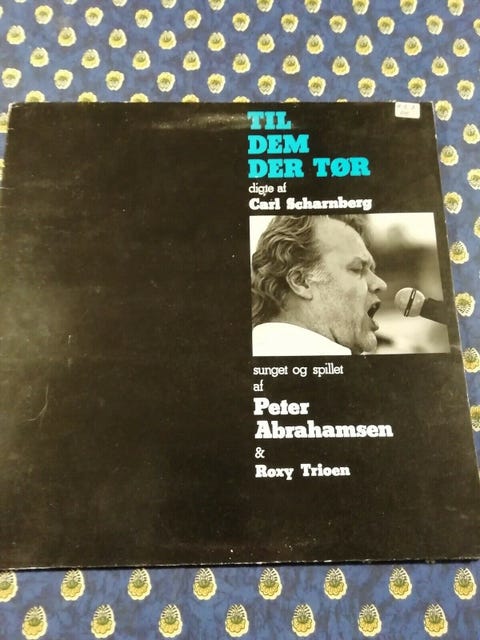 TIL
DEM
DER TØR
digte af
Carl Scharnberg
sunget og spillet
af
Peter
Abrahamsen
&
Roxy Trioen